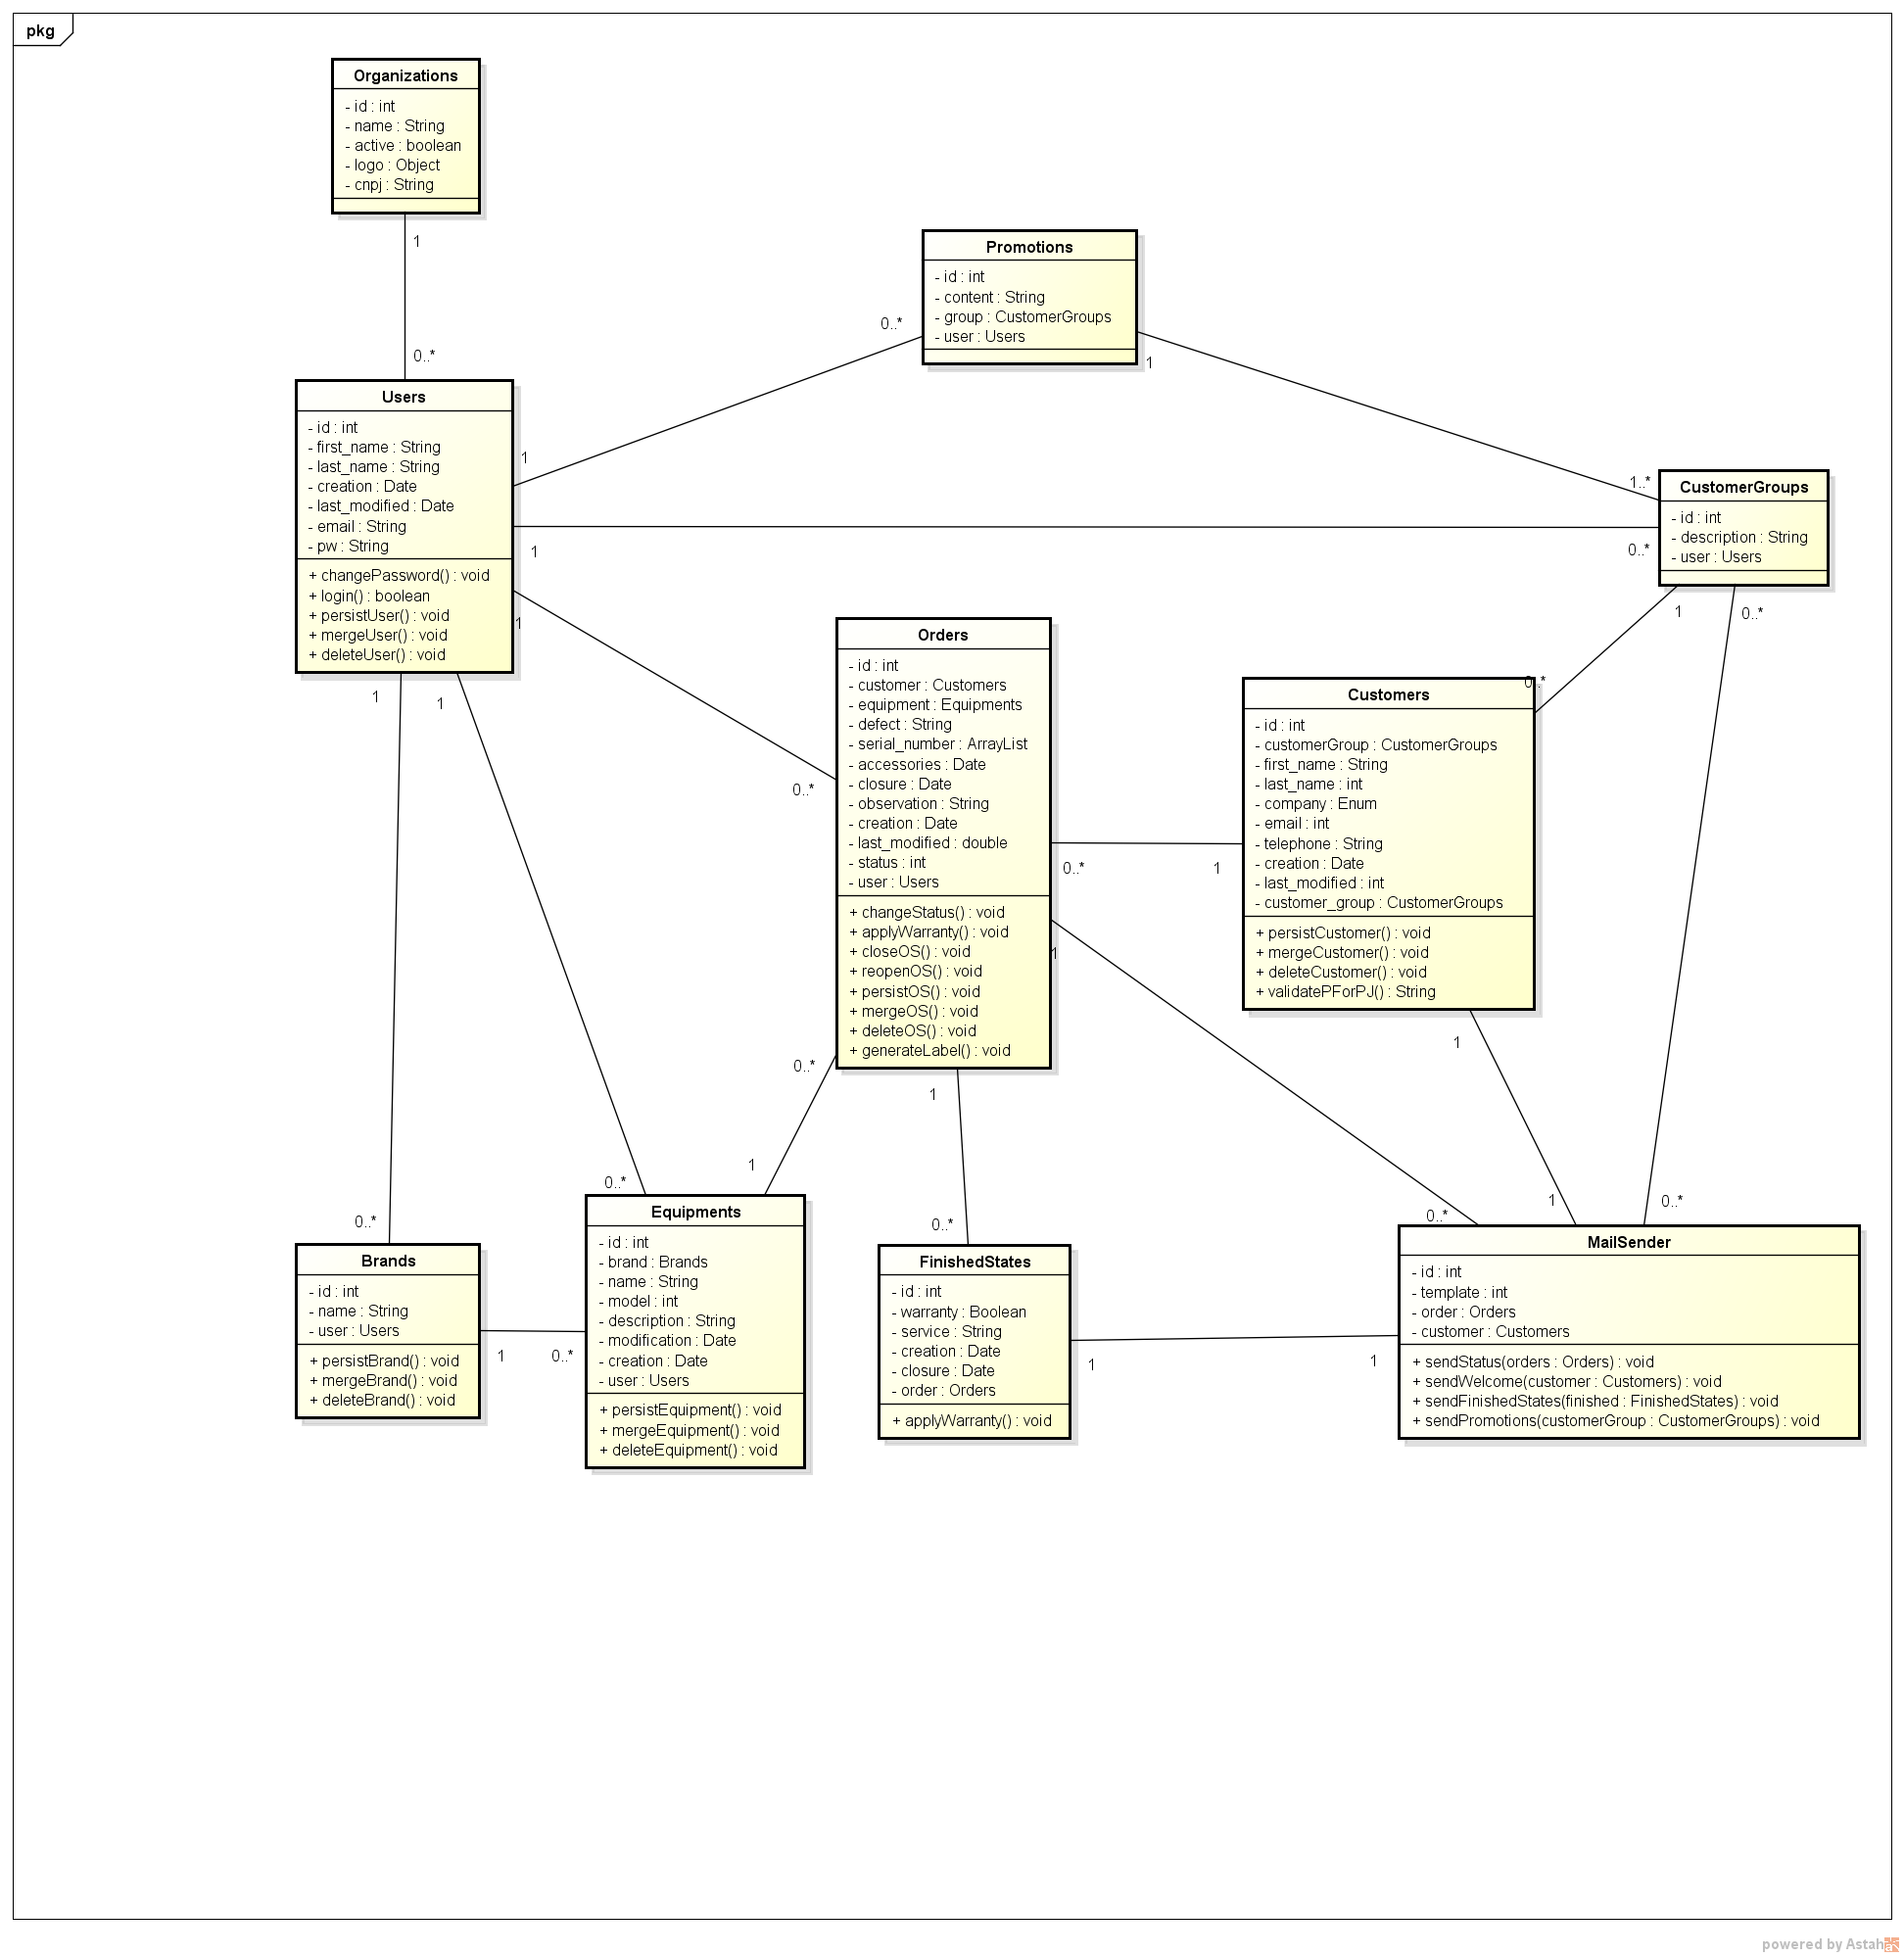 pkg
Organizations
- id : int
- name : String
- active : boolean
- logo : Object
- cnpj : String
1
0..*
Promotions
- id : int
- content : String
- group : CustomerGroups
- user : Users
0..*
1
Users
- id : int
- first_name : String
- last_name : String
- creation : Date
- last_modified : Date
- email : String
- pw : String
+ changePassword() : void
+ login() : boolean
+ persistUser() : void
+ mergeUser() : void
+ deleteUser() : void
1
1
1
1
1
1..*
0..*
CustomerGroups
- id : int
- description : String
- user : Users
1
0..*
Orders
- id : int
- customer : Customers
- equipment : Equipments
- defect : String
- serial_number : ArrayList
- accessories : Date
- closure : Date
- observation : String
- creation : Date
- last_modified : double
- status : int
- user : Users
+ changeStatus() : void
+ applyWarranty() : void
+ closeOS() : void
+ reopenOS() : void
+ persistOS() : void
+ mergeOS() : void
+ deleteOS() : void
+ generateLabel() : void
0..*
0..*
1
1
0..*
1
0..*
Customers
- id : int
- customerGroup : CustomerGroups
- first_name : String
- last_name : int
- company : Enum
- email : int
- telephone : String
- creation : Date
- last_modified : int
- customer_group : CustomerGroups
+ persistCustomer() : void
+ mergeCustomer() : void
+ deleteCustomer() : void
+ validatePForPJ() : String
1
0..*
Brands
- id : int
- name : String
- user : Users
+ persistBrand() : void
+ mergeBrand() : void
+ deleteBrand() : void
1
0..*
0..*
1
Equipments
- id : int
- brand : Brands
- name : String
- model : int
- description : String
- modification : Date
- creation : Date
- user : Users
+ persistEquipment() : void
+ mergeEquipment() : void
+ deleteEquipment() : void
0..*
FinishedStates
- id : int
- warranty : Boolean
- service : String
- creation : Date
- closure : Date
- order : Orders
+ applyWarranty() : void
1
1
0..*
1
0..*
MailSender
- id : int
- template : int
- order : Orders
- customer : Customers
+ sendStatus(orders : Orders) : void
+ sendWelcome(customer : Customers) : void
+ sendFinishedStates(finished : FinishedStates) : void
+ sendPromotions(customerGroup : CustomerGroups) : void
powered by Astah